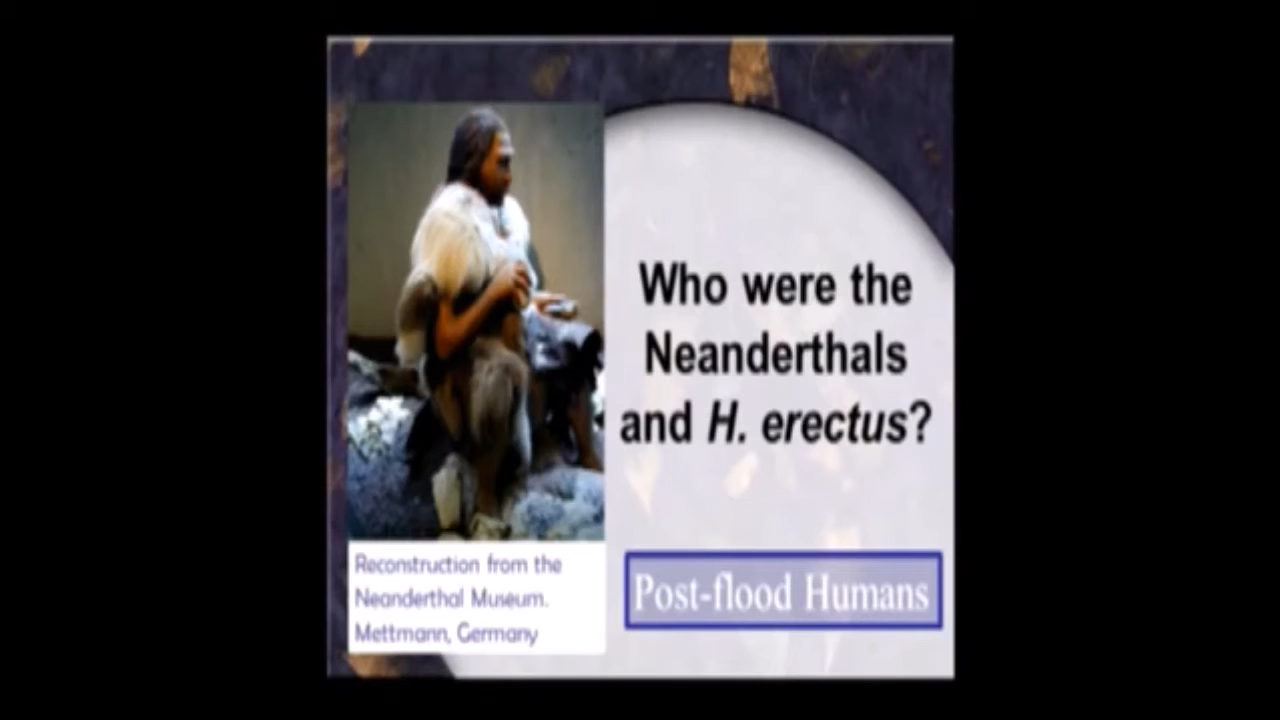 Who were the
Neanderthals
and H. erectus?
Reconstruction from the
Neanderthal Museum.
Mettmann, Germany
Post-flood Humans